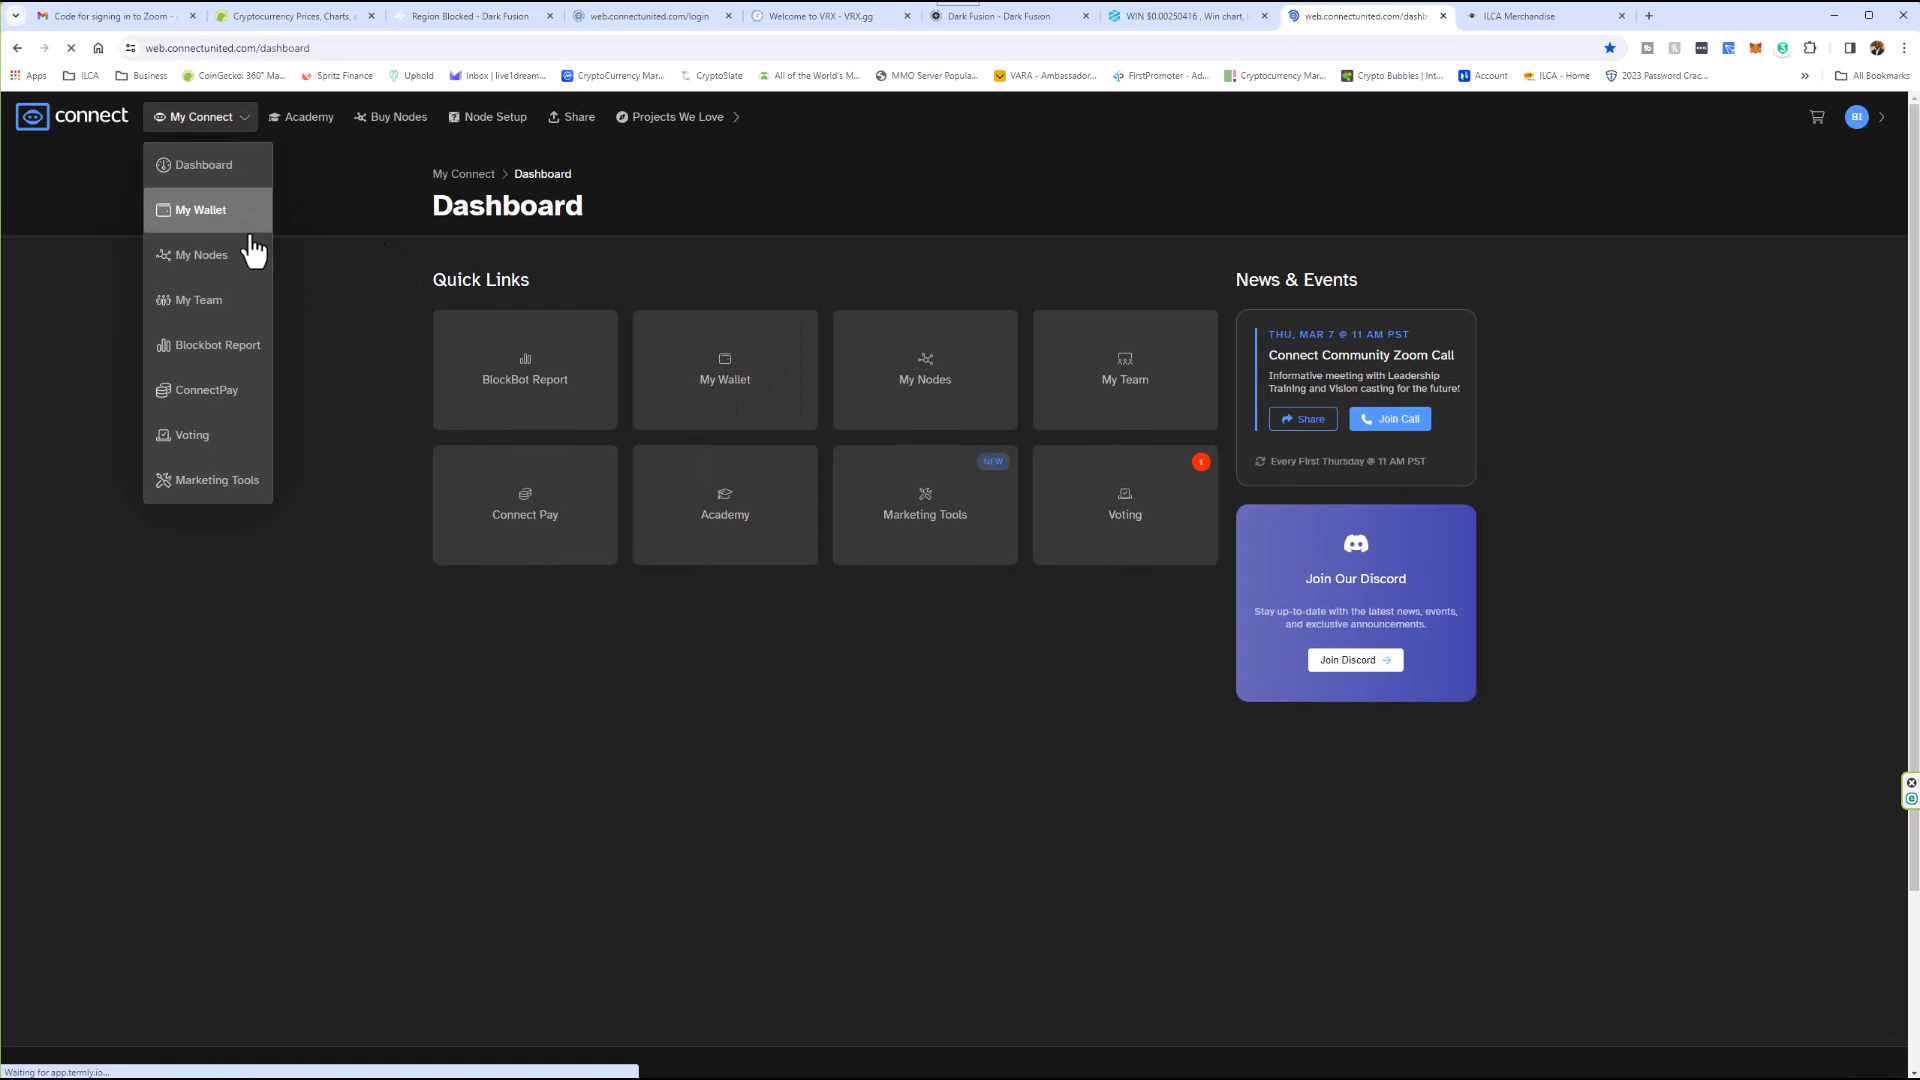 Code for signing in to Zoom -
Cryptocurrency Prices, Charts,
Region Blocked - Dark Fusion
web.connectunited.com/login
Welcome to VRX - VRX.gg
Dark Fusion - Dark Fusion
WIN $0.00250416 , Win chart,
web.connectunited.com/dashb
ILCA Merchandise
web.connectunited.com/dashboard
Apps
ILCA
Business
CoinGecko: 360° Ma...
Spritz Finance
Uphold
Inbox | live1dream...
CryptoCurrency Mar...
CryptoSlate
All of the World's M...
MMO Server Popula...
VARA - Ambassador...
FirstPromoter - Ad...
Cryptocurrency Mar...
Crypto Bubbles | Int...
Account
ILCA - Home
2023 Password Crac...
All Bookmarks
connect
My Connect
Academy
Buy Nodes
Node Setup
Share
Projects We Love
BI
Dashboard
My Wallet
My Nodes
My Team
Blockbot Report
ConnectPay
Voting
Marketing Tools
My Connect > Dashboard
Dashboard
Quick Links
BlockBot Report
My Wallet
My Nodes
My Team
Connect Pay
Academy
NEW
Marketing Tools
1
Voting
News & Events
THU, MAR 7 @ 11 AM PST
Connect Community Zoom Call
Informative meeting with Leadership
Training and Vision casting for the future!
Share
Join Call
Every First Thursday @ 11 AM PST
Join Our Discord
Stay up-to-date with the latest news, events,
and exclusive announcements.
Join Discord
Waiting for app.termly.io...